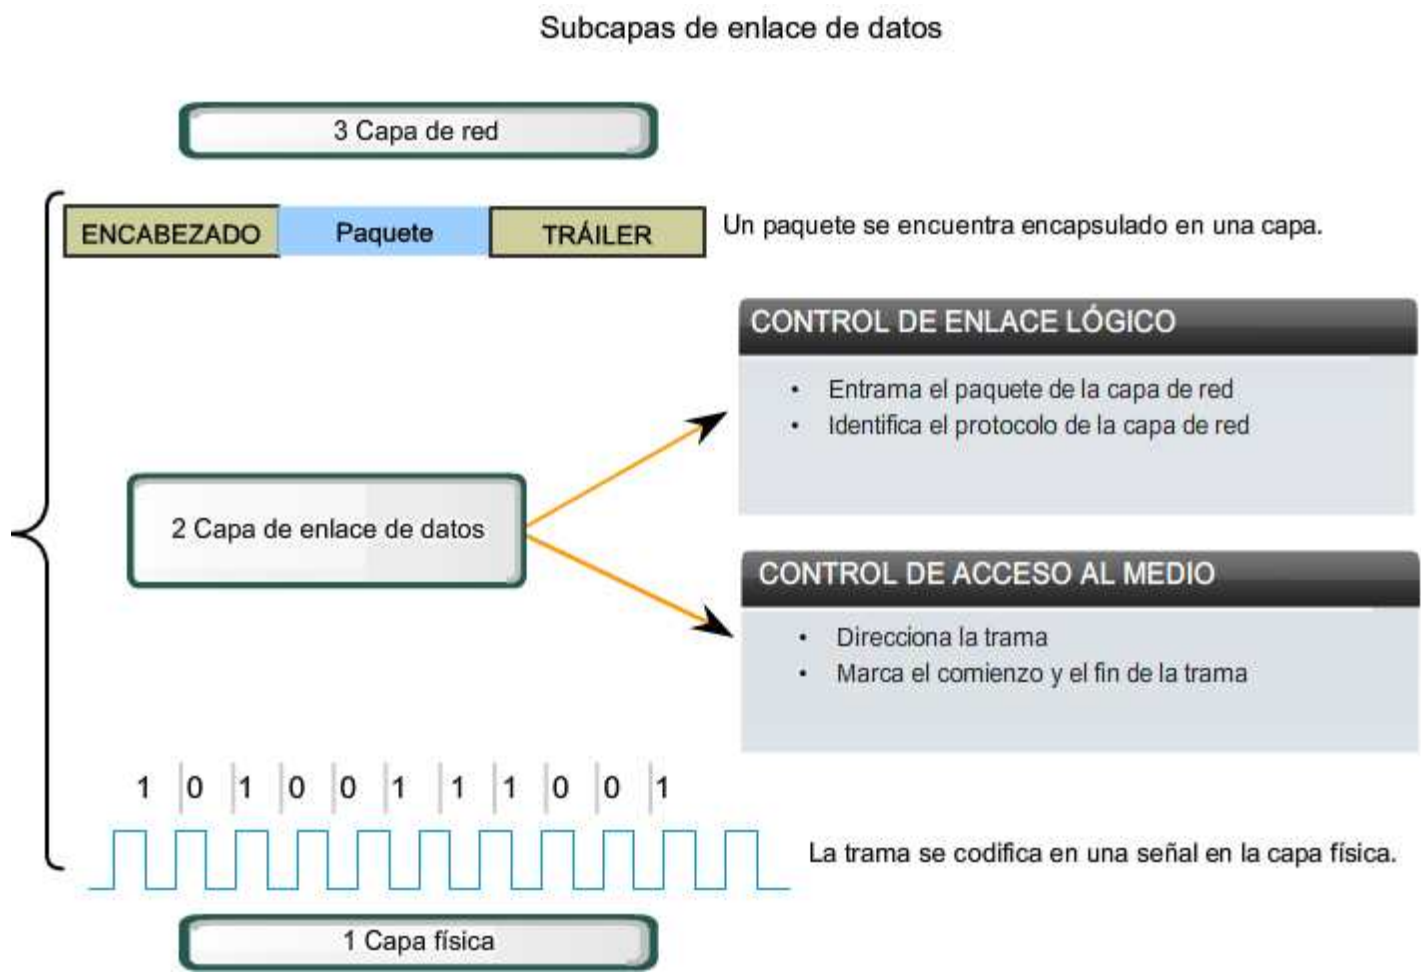 Subcapas de enlace de datos
3 Capa de red
ENCABEZADO Paquete TRÁILER
Un paquete se encuentra encapsulado en una capa.
CONTROL DE ENLACE LÓGICO
• Entrama el paquete de la capa de red
• Identifica el protocolo de la capa de red
2 Capa de enlace de datos
CONTROL DE ACCESO AL MEDIO
• Direcciona la trama
• Marca el comienzo y el fin de la trama
1 0 1 0 0 1 1 1 0 0 1
La trama se codifica en una señal en la capa física.
1 Capa física